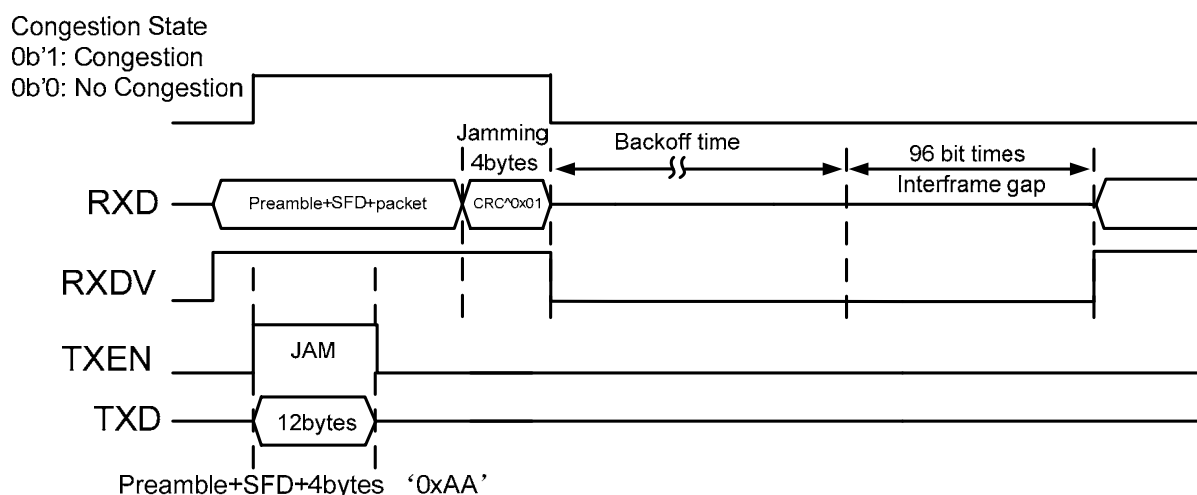 Congestion State
0b'1: Congestion
0b'0: No Congestion
Jamming
4bytes
Backoff time
96 bit times
Interframe gap
RXD
Preamble+SFD+packet
CRC^0x01
RXDV
TXEN
JAM
TXD
12bytes
Preamble+SFD+4bytes ‘0xAA’